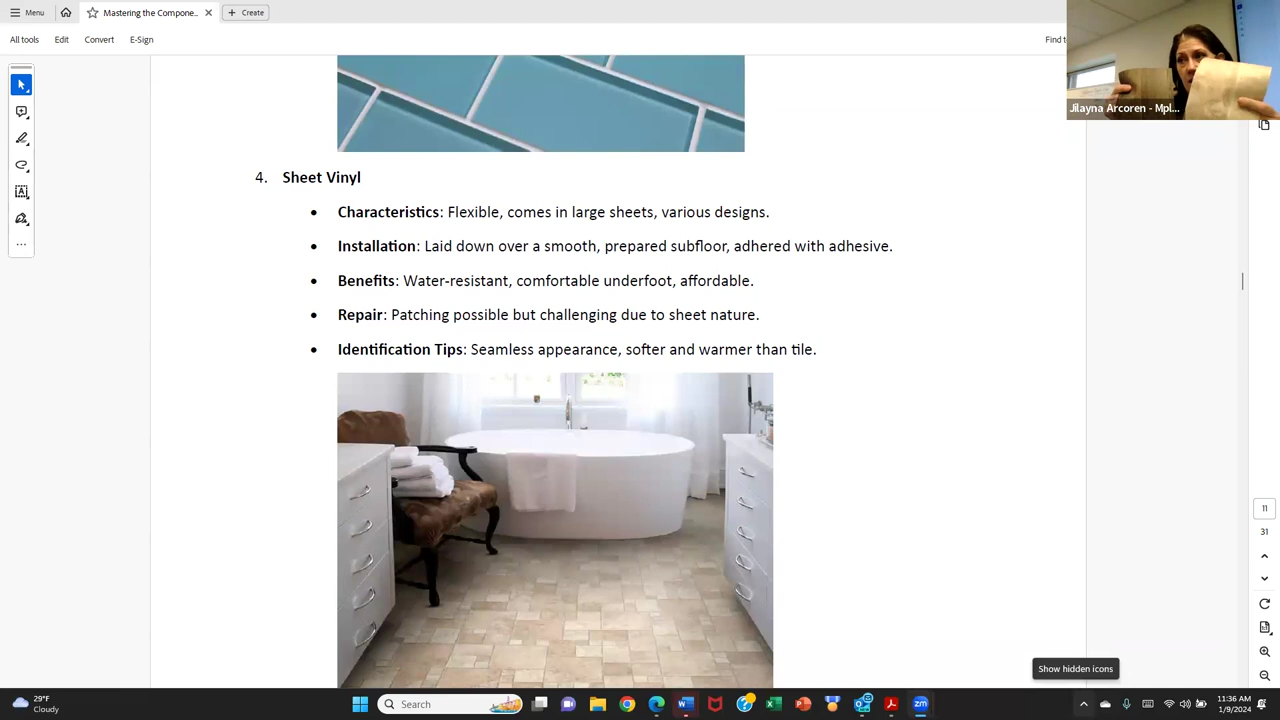 Menu
Mastering the Compone...
Create
All tools
Edit
Convert
E-Sign
Find to
Jilayna Arcoren - Mpl...
4. Sheet Vinyl
• Characteristics: Flexible, comes in large sheets, various designs.
• Installation: Laid down over a smooth, prepared subfloor, adhered with adhesive.
• Benefits: Water-resistant, comfortable underfoot, affordable.
• Repair: Patching possible but challenging due to sheet nature.
• Identification Tips: Seamless appearance, softer and warmer than tile.
11
31
Show hidden icons
29°F
Cloudy
Search
zm
11:36 AM
1/9/2024